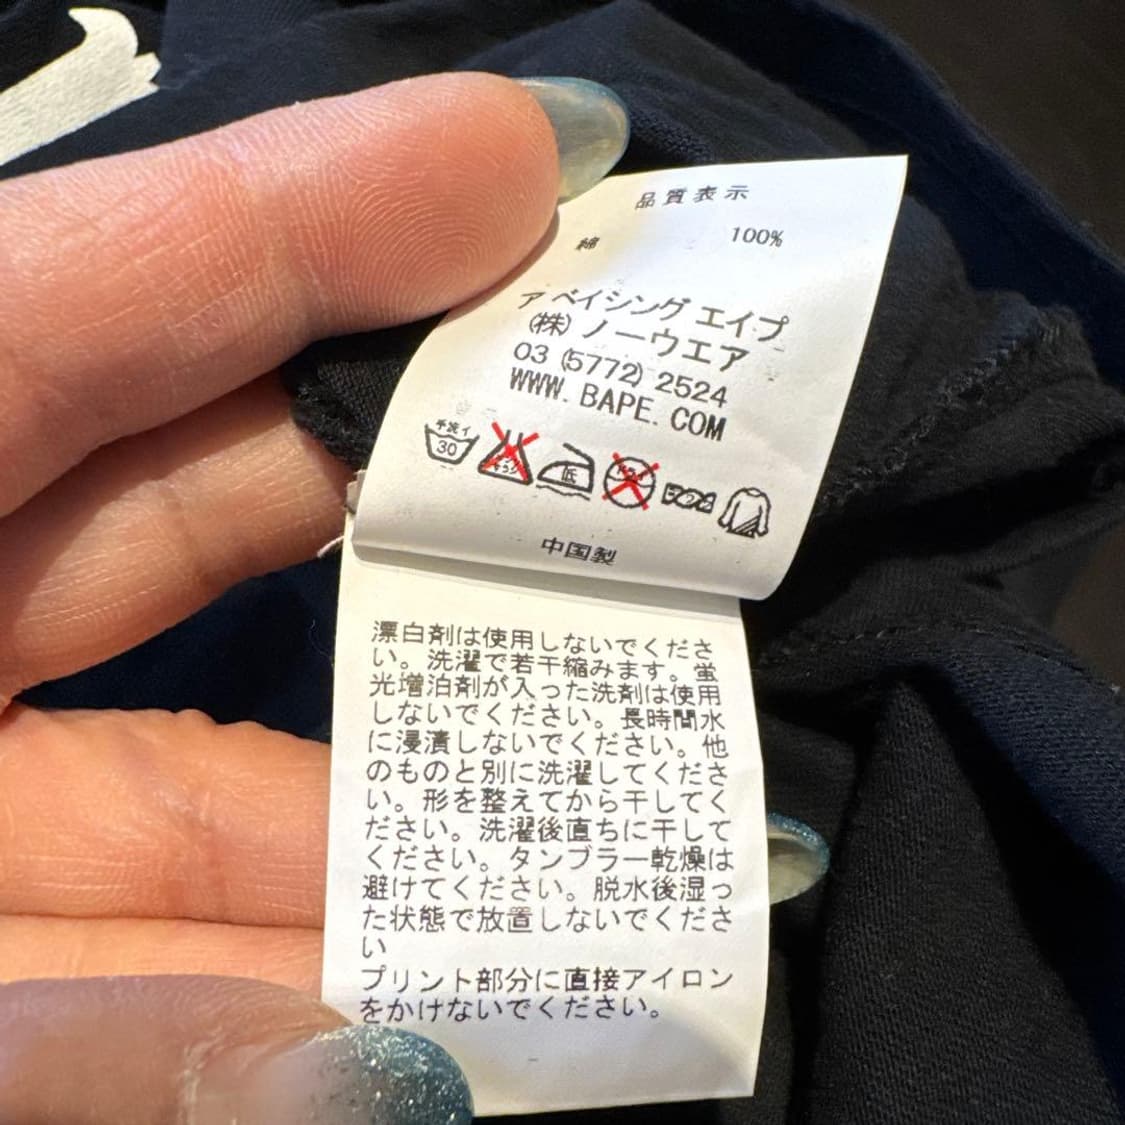 品質表示
綿 100%
ア ベイシング エイプ
(株) ノーウエア
03 (5772) 2524
WWW. BAPE. COM
手洗イ
30
低
中国製
漂白剤は使用しないでくださ
い。洗濯で若干縮みます。蛍
光増泊剤が入った洗剤は使用
しないでください。長時間水
に浸漬しないでください。他
のものと別に洗濯してくださ
い。形を整えてから干してく
ださい。洗濯後直ちに干して
ください。タンブラー乾燥は
避けてください。脱水後湿っ
た状態で放置しないでくださ
い
プリント部分に直接アイロン
をかけないでください。